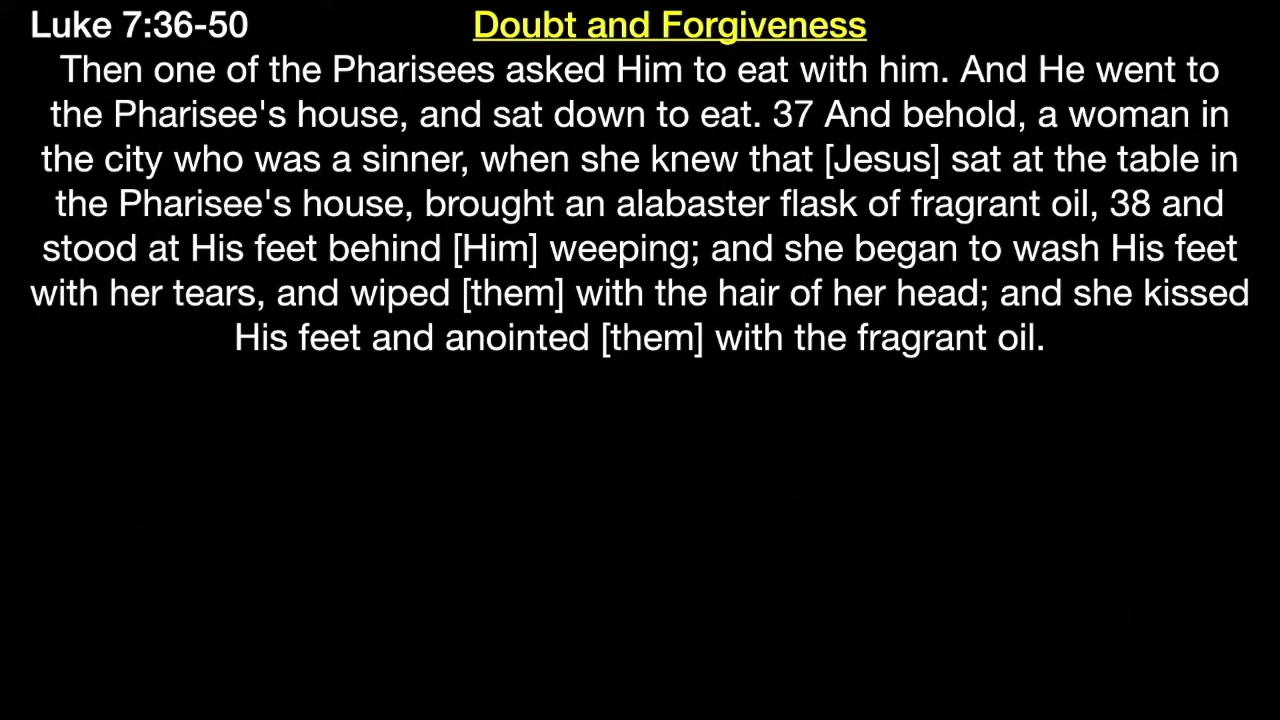 Luke 7:36-50 Doubt and Forgiveness
Then one of the Pharisees asked Him to eat with him. And He went to
the Pharisee's house, and sat down to eat. 37 And behold, a woman in
the city who was a sinner, when she knew that [Jesus] sat at the table in
the Pharisee's house, brought an alabaster flask of fragrant oil, 38 and
stood at His feet behind [Him] weeping; and she began to wash His feet
with her tears, and wiped [them] with the hair of her head; and she kissed
His feet and anointed [them] with the fragrant oil.